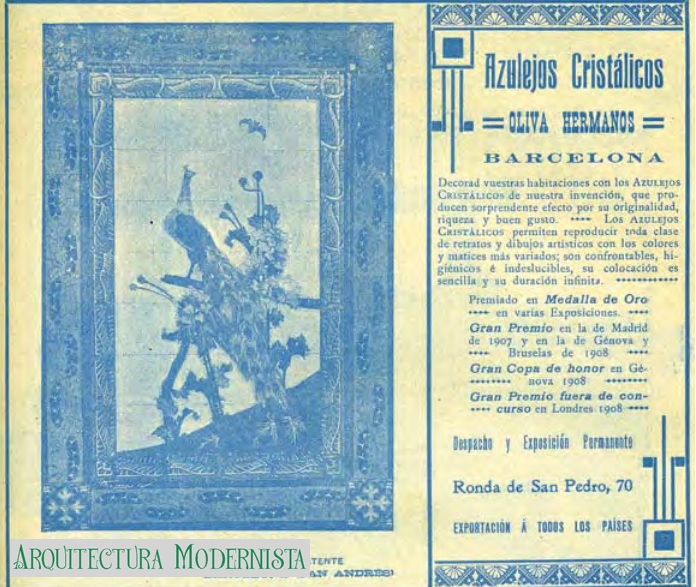 Azulejos Cristálicos
OLIVA HERMANOS
BARCELONA
Decorad vuestras habitaciones con los AZULEJOS
CRISTÁLICOS de nuestra invención, que pro-
ducen sorprendente efecto por su originalidad,
riqueza y buen gusto. Los AZULEJOS
CRISTÁLICOS permiten reproducir toda clase
de retratos y dibujos artísticos con los colores
y matices más variados; son confrontables, hi-
giénicos é indeslucibles, su colocación es
sencilla y su duración infinita.
Premiado en Medalla de Oro
en varias Exposiciones.
Gran Premio en la de Madrid
de 1907 y en la de Génova y
Bruselas de 1908
Gran Copa de honor en Gé-
nova 1908
Gran Premio fuera de con-
curso en Londres 1908
Despacho y Exposición Permanente
Ronda de San Pedro, 70
EXPORTACIÓN Á TODOS LOS PAÍSES
ARQUITECTURA MODERNISTA